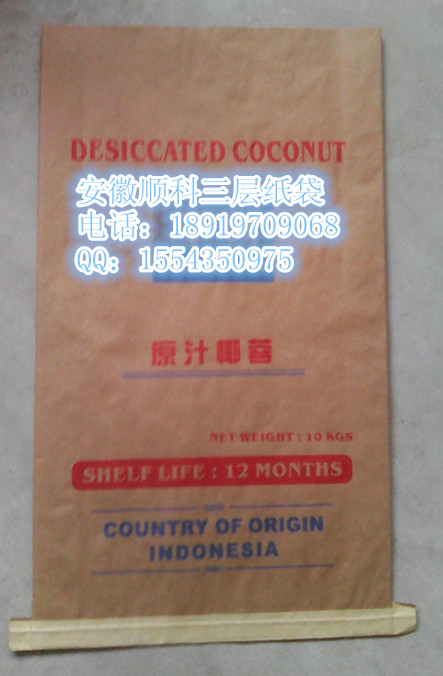 DESICCATED COCONUT
安徽顺科三层纸袋
电话：18919709068
QQ：1554350975
原汁椰蓉
NET WEIGHT : 10 KGS
SHELF LIFE : 12 MONTHS
COUNTRY OF ORIGIN
INDONESIA